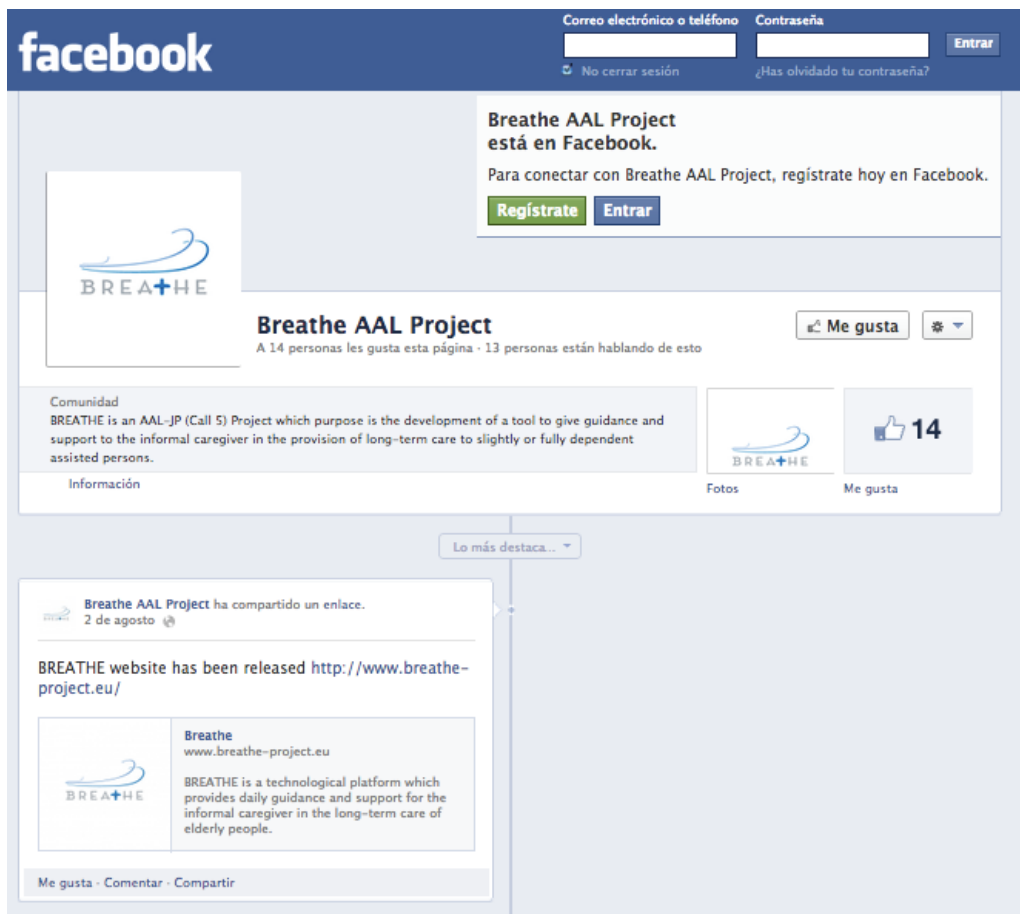 facebook
Correo electrónico o teléfono
Contraseña
Entrar
No cerrar sesión
¿Has olvidado tu contraseña?
Breathe AAL Project
está en Facebook.
Para conectar con Breathe AAL Project, regístrate hoy en Facebook.
Regístrate
Entrar
BREATHE
Breathe AAL Project
A 14 personas les gusta esta página · 13 personas están hablando de esto
Me gusta
Comunidad
BREATHE is an AAL-JP (Call 5) Project which purpose is the development of a tool to give guidance and
support to the informal caregiver in the provision of long-term care to slightly or fully dependent
assisted persons.
Información
BREATHE
Fotos
14
Me gusta
Lo más destaca...
Breathe AAL Project ha compartido un enlace.
2 de agosto
BREATHE website has been released http://www.breathe-
project.eu/
BREATHE
Breathe
www.breathe-project.eu
BREATHE is a technological platform which
provides daily guidance and support for the
informal caregiver in the long-term care of
elderly people.
Me gusta · Comentar · Compartir